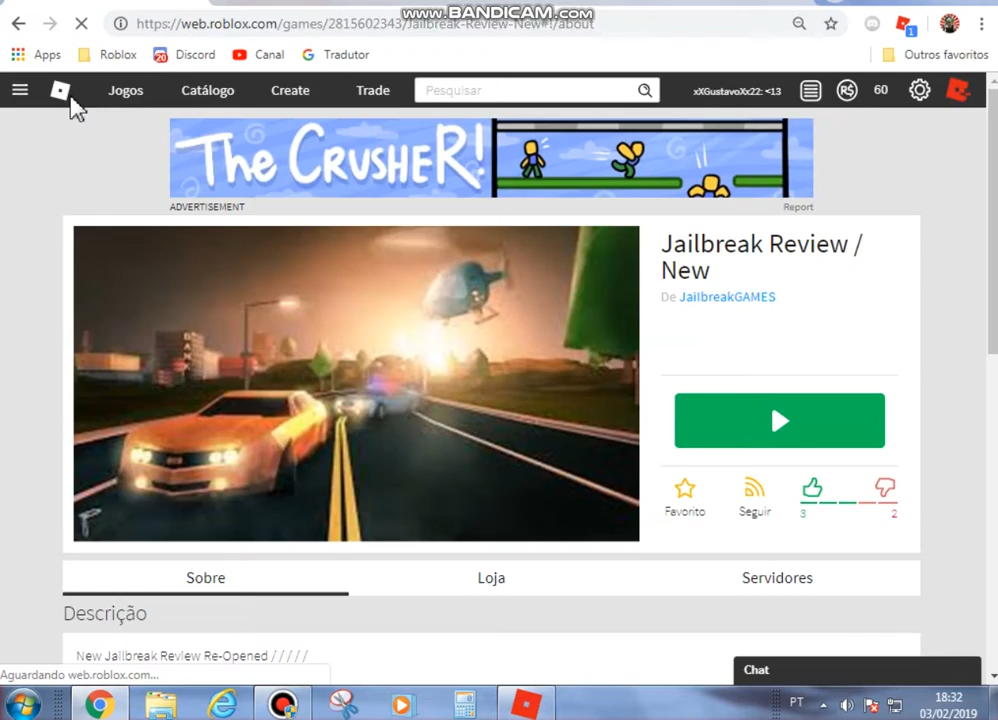 www.BANDICAM.com
https://web.roblox.com/games/2815602343/Jailbreak-Review-New#!/about
Apps Roblox 20 Discord Canal Tradutor Outros favoritos
1
Jogos Catálogo Create Trade Pesquisar xXGustavoXx22: <13 R$ 60
The CrusheR!
ADVERTISEMENT Report
Jailbreak Review /
New
De JailbreakGAMES
BANK
Favorito Seguir 3 2
Sobre Loja Servidores
Descrição
New Jailbreak Review Re-Opened / / / / /
Aguardando web.roblox.com...
Chat
PT 18:32
03/02/2019